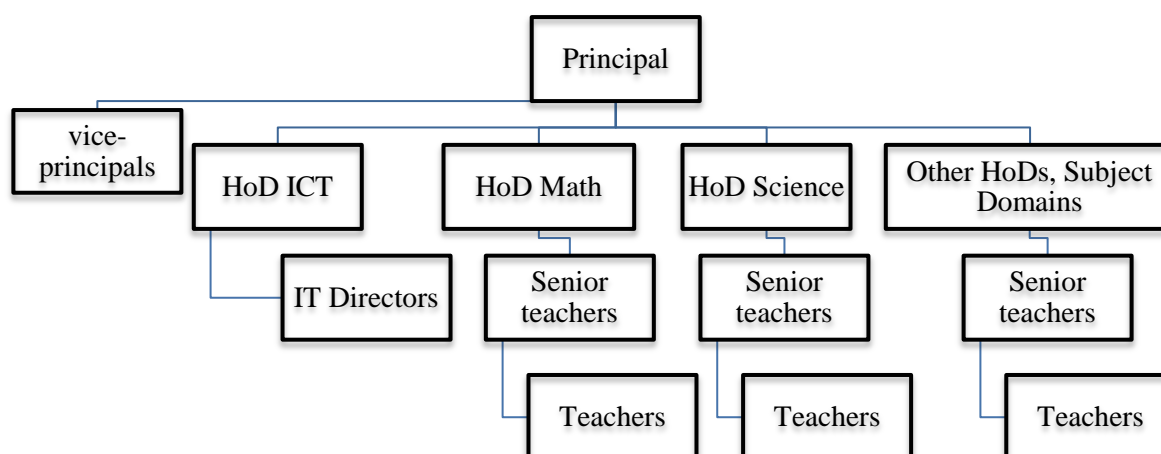 Principal
vice-
principals
HoD ICT
HoD Math
HoD Science
Other HoDs, Subject
Domains
IT Directors
Senior
teachers
Senior
teachers
Senior
teachers
Teachers
Teachers
Teachers